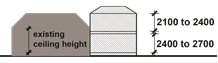 existing
ceiling height
2100 to 2400
2400 to 2700